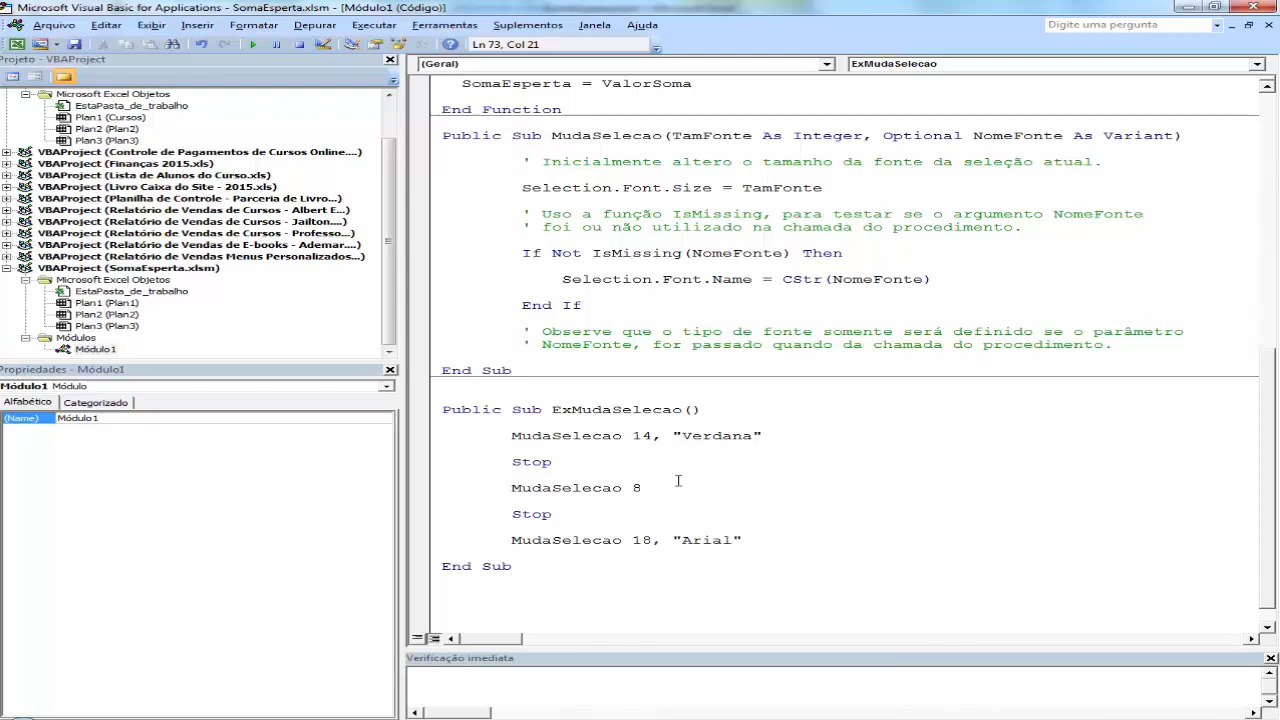 Microsoft Visual Basic for Applications - SomaEsperta.xlsm - [Módulo1 (Código)]
Arquivo Editar Exibir Inserir Formatar Depurar Executar Ferramentas Suplementos Janela Ajuda
Digite uma pergunta
Ln 73, Col 21
Projeto - VBAProject
Microsoft Excel Objetos
EstaPasta_de_trabalho
Plan1 (Cursos)
Plan2 (Plan2)
Plan3 (Plan3)
VBAProject (Controle de Pagamentos de Cursos Online....)
VBAProject (Finanças 2015.xls)
VBAProject (Lista de Alunos do Curso.xls)
VBAProject (Livro Caixa do Site - 2015.xls)
VBAProject (Planilha de Controle - Parceria de Livro...)
VBAProject (Relatório de Vendas de Cursos - Albert E...)
VBAProject (Relatório de Vendas de Cursos - Jailton...)
VBAProject (Relatório de Vendas de Cursos - Professo...)
VBAProject (Relatório de Vendas de E-books - Ademar....)
VBAProject (Relatório de Vendas Menus Personalizados...)
VBAProject (SomaEsperta.xlsm)
Microsoft Excel Objetos
EstaPasta_de_trabalho
Plan1 (Plan1)
Plan2 (Plan2)
Plan3 (Plan3)
Módulos
Módulo1
Propriedades - Módulo1
Módulo1 Módulo
Alfabético Categorizado
(Name) Módulo1
(Geral)
ExMudaSelecao
SomaEsperta = ValorSoma
End Function
Public Sub MudaSelecao(TamFonte As Integer, Optional NomeFonte As Variant)
' Inicialmente altero o tamanho da fonte da seleção atual.
Selection.Font.Size = TamFonte
' Uso a função IsMissing, para testar se o argumento NomeFonte
' foi ou não utilizado na chamada do procedimento.
If Not IsMissing(NomeFonte) Then
Selection.Font.Name = CStr(NomeFonte)
End If
' Observe que o tipo de fonte somente será definido se o parâmetro
' NomeFonte, for passado quando da chamada do procedimento.
End Sub
Public Sub ExMudaSelecao()
MudaSelecao 14, "Verdana"
Stop
MudaSelecao 8
Stop
MudaSelecao 18, "Arial"
End Sub
Verificação imediata